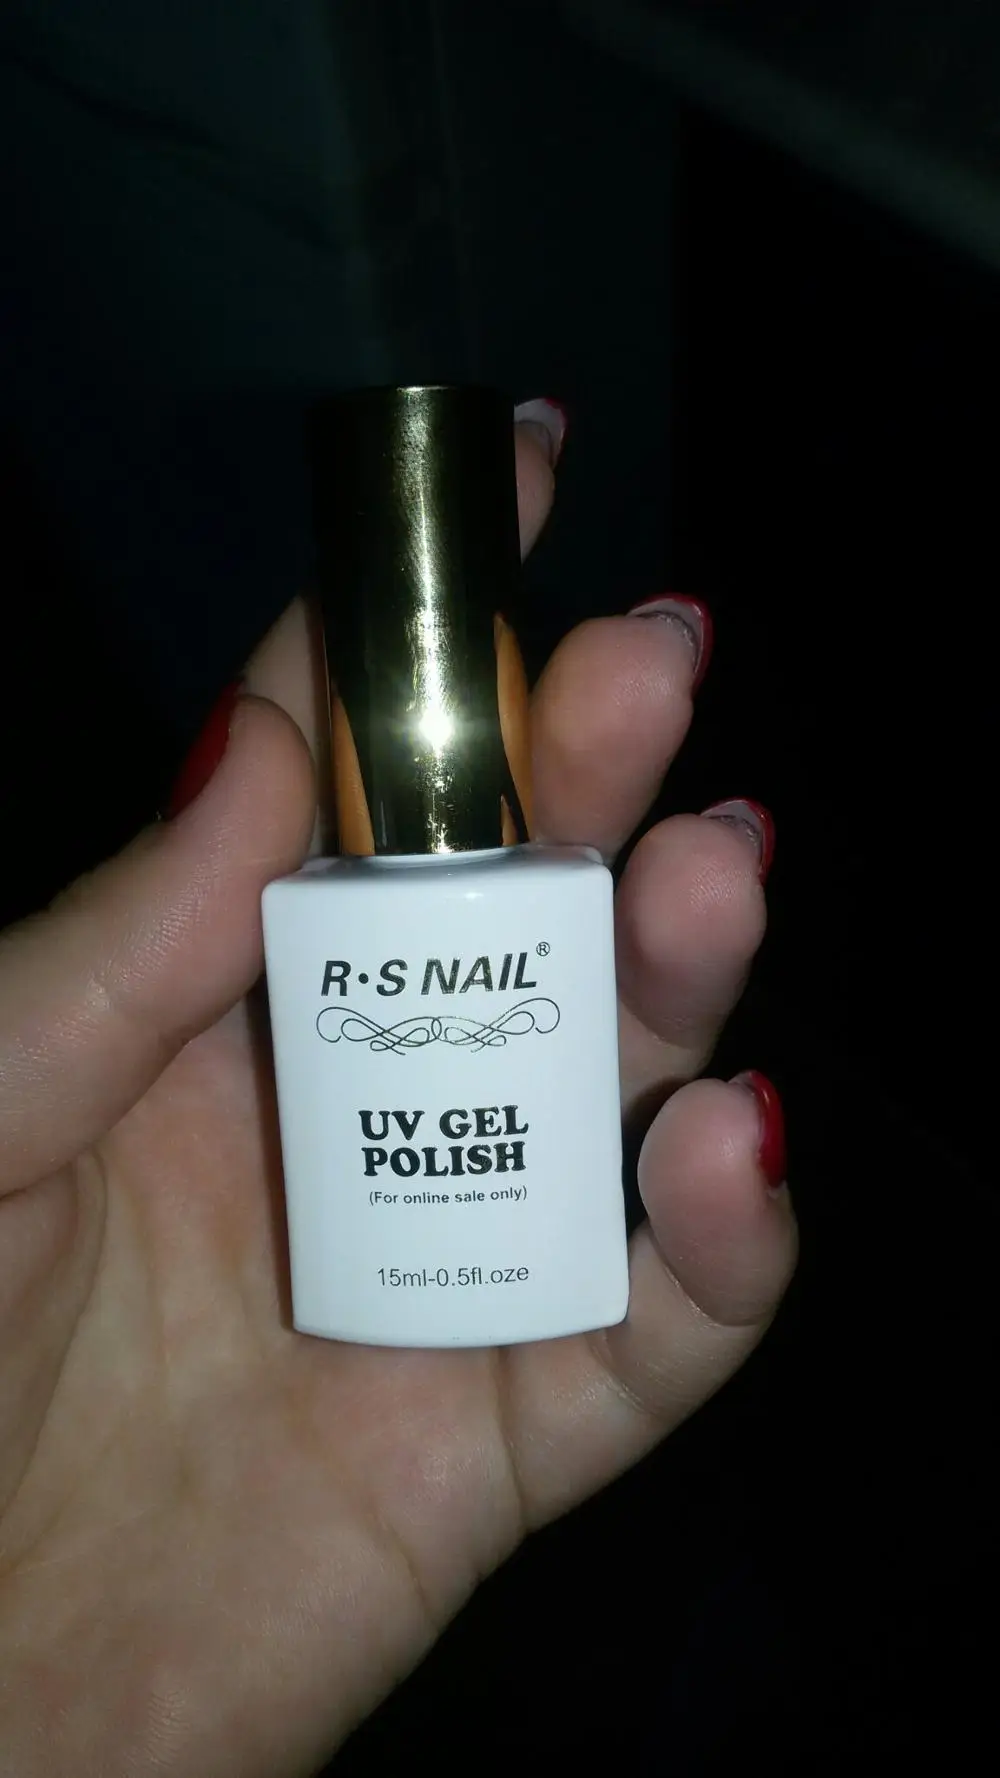 R·S NAIL®
UV GEL
POLISH
(For online sale only)
15ml-0.5fl.oze